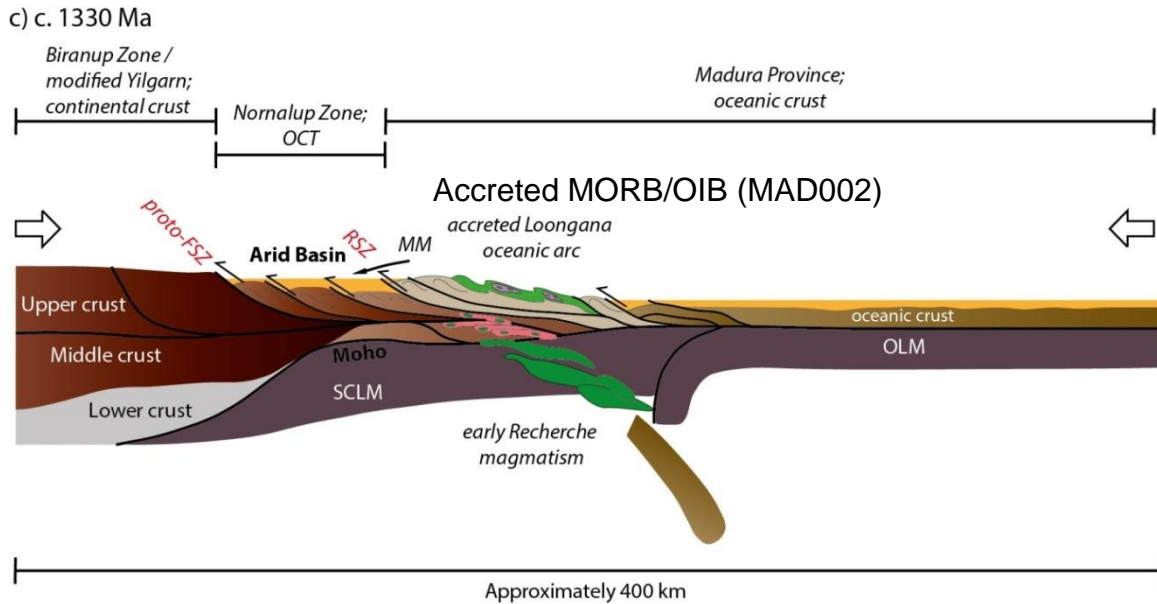 c) c. 1330 Ma
Biranup Zone /
modified Yilgarn;
continental crust
Nornalup Zone;
OCT
Madura Province;
oceanic crust
Accreted MORB/OIB (MAD002)
proto-FSZ
Arid Basin
RSZ
MM
accreted Loongana
oceanic arc
Upper crust
Middle crust
Lower crust
Moho
SCLM
oceanic crust
OLM
early Recherche
magmatism
Approximately 400 km